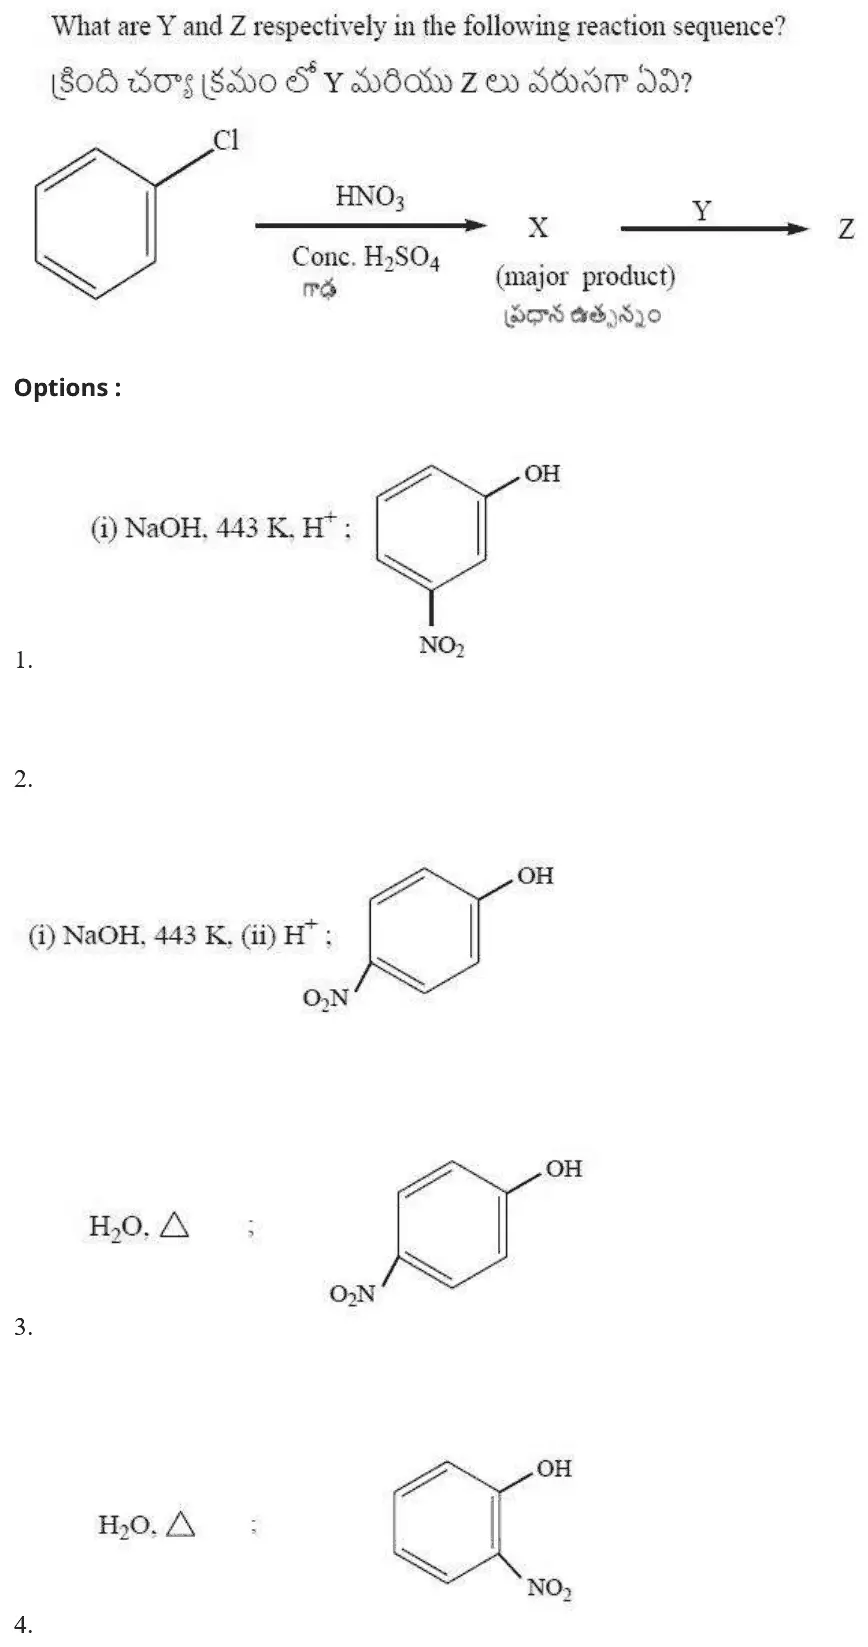 What are Y and Z respectively in the following reaction sequence?
క్రింది చర్యా క్రమం లో Y మరియు Z లు వరుసగా ఏవి?
Cl
HNO₃
Conc. H₂SO₄
గాఢ
X
(major product)
ప్రధాన ఉత్పన్నం
Y
Z
Options :
(i) NaOH, 443 K, H⁺ ;
OH
NO₂
1.
2.
(i) NaOH, 443 K, (ii) H⁺ ;
OH
O₂N
H₂O, △ ;
OH
O₂N
3.
H₂O, △ ;
OH
NO₂
4.